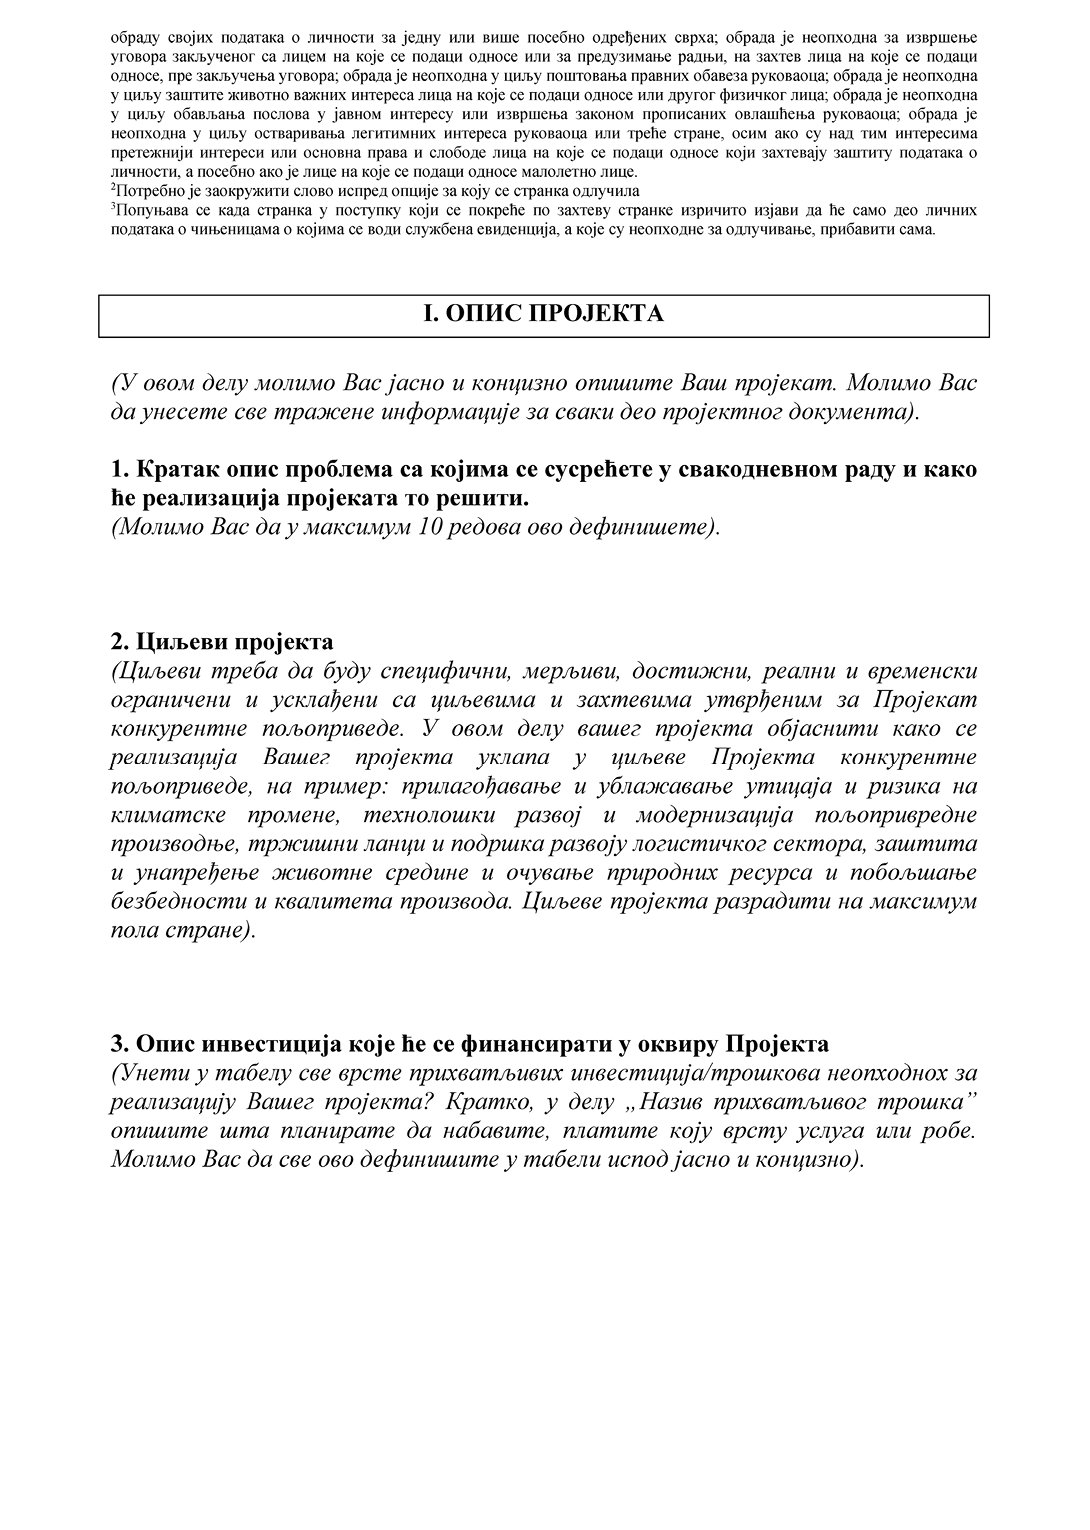 обраду својих података о личности за једну или више посебно одређених сврха; обрада је неопходна за извршење
уговора закљученог са лицем на које се подаци односе или за предузимање радњи, на захтев лица на које се подаци
односе, пре закључења уговора; обрада је неопходна у циљу поштовања правних обавеза руковаоца; обрада је неопходна
у циљу заштите животно важних интереса лица на које се подаци односе или другог физичког лица; обрада је неопходна
у циљу обављања послова у јавном интересу или извршења законом прописаних овлашћења руковаоца; обрада је
неопходна у циљу остваривања легитимних интереса руковаоца или треће стране, осим ако су над тим интересима
претежнији интереси или основна права и слободе лица на које се подаци односе који захтевају заштиту података о
личности, а посебно ако је лице на које се подаци односе малолетно лице.
²Потребно је заокружити слово испред опције за коју се странка одлучила
³Попуњава се када странка у поступку који се покреће по захтеву странке изричито изјави да ће само део личних
података о чињеницама о којима се води службена евиденција, а које су неопходне за одлучивање, прибавити сама.
I. ОПИС ПРОЈЕКТА
(У овом делу молимо Вас јасно и концизно опишите Ваш пројекат. Молимо Вас
да унесете све тражене информације за сваки део пројектног документа).
1. Кратак опис проблема са којима се сусрећете у свакодневном раду и како
ће реализација пројеката то решити.
(Молимо Вас да у максимум 10 редова ово дефинишете).
2. Циљеви пројекта
(Циљеви треба да буду специфични, мерљиви, достижни, реални и временски
ограничени и усклађени са циљевима и захтевима утврђеним за Пројекат
конкурентне пољоприведе. У овом делу вашег пројекта објаснити како се
реализација Вашег пројекта уклапа у циљеве Пројекта конкурентне
пољоприведе, на пример: прилагођавање и ублажавање утицаја и ризика на
климатске промене, технолошки развој и модернизација пољопривредне
производње, тржишни ланци и подршка развоју логистичког сектора, заштита
и унапређење животне средине и очување природних ресурса и побољшање
безбедности и квалитета производа. Циљеве пројекта разрадити на максимум
пола стране).
3. Опис инвестиција које ће се финансирати у оквиру Пројекта
(Унети у табелу све врсте прихватљивих инвестиција/трошкова неопходнох за
реализацију Вашег пројекта? Кратко, у делу „Назив прихватљивог трошка”
опишите шта планирате да набавите, платите коју врсту услуга или робе.
Молимо Вас да све ово дефинишите у табели испод јасно и концизно).